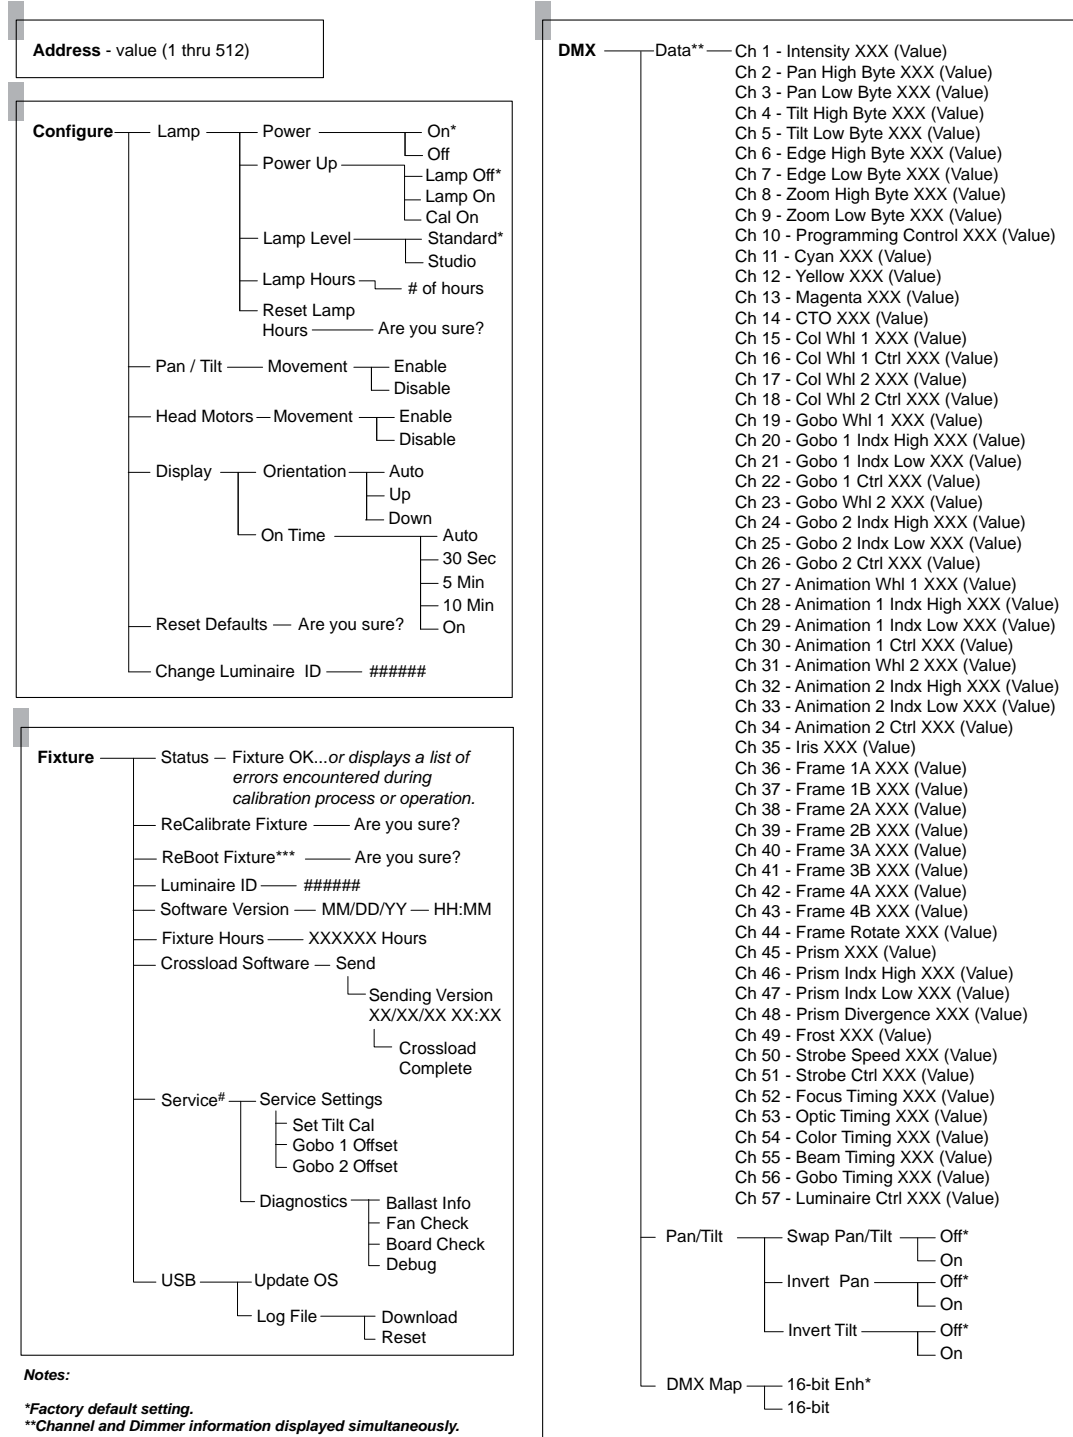 Address - value (1 thru 512)
Configure
Lamp
Power
On*
Off
Power Up
Lamp Off*
Lamp On
Cal On
Lamp Level
Standard*
Studio
Lamp Hours
# of hours
Reset Lamp
Hours
Are you sure?
Pan / Tilt
Movement
Enable
Disable
Head Motors
Movement
Enable
Disable
Display
Orientation
Auto
Up
Down
On Time
Auto
30 Sec
5 Min
10 Min
On
Reset Defaults
Are you sure?
Change Luminaire ID
######
Fixture
Status
Fixture OK...or displays a list of
errors encountered during
calibration process or operation.
ReCalibrate Fixture
Are you sure?
ReBoot Fixture***
Are you sure?
Luminaire ID
######
Software Version
MM/DD/YY
HH:MM
Fixture Hours
XXXXXX Hours
Crossload Software
Send
Sending Version
XX/XX/XX XX:XX
Crossload
Complete
Service#
Service Settings
Set Tilt Cal
Gobo 1 Offset
Gobo 2 Offset
Diagnostics
Ballast Info
Fan Check
Board Check
Debug
USB
Update OS
Log File
Download
Reset
Notes:
*Factory default setting.
**Channel and Dimmer information displayed simultaneously.
DMX
Data**
Ch 1 - Intensity XXX (Value)
Ch 2 - Pan High Byte XXX (Value)
Ch 3 - Pan Low Byte XXX (Value)
Ch 4 - Tilt High Byte XXX (Value)
Ch 5 - Tilt Low Byte XXX (Value)
Ch 6 - Edge High Byte XXX (Value)
Ch 7 - Edge Low Byte XXX (Value)
Ch 8 - Zoom High Byte XXX (Value)
Ch 9 - Zoom Low Byte XXX (Value)
Ch 10 - Programming Control XXX (Value)
Ch 11 - Cyan XXX (Value)
Ch 12 - Yellow XXX (Value)
Ch 13 - Magenta XXX (Value)
Ch 14 - CTO XXX (Value)
Ch 15 - Col Whl 1 XXX (Value)
Ch 16 - Col Whl 1 Ctrl XXX (Value)
Ch 17 - Col Whl 2 XXX (Value)
Ch 18 - Col Whl 2 Ctrl XXX (Value)
Ch 19 - Gobo Whl 1 XXX (Value)
Ch 20 - Gobo 1 Indx High XXX (Value)
Ch 21 - Gobo 1 Indx Low XXX (Value)
Ch 22 - Gobo 1 Ctrl XXX (Value)
Ch 23 - Gobo Whl 2 XXX (Value)
Ch 24 - Gobo 2 Indx High XXX (Value)
Ch 25 - Gobo 2 Indx Low XXX (Value)
Ch 26 - Gobo 2 Ctrl XXX (Value)
Ch 27 - Animation Whl 1 XXX (Value)
Ch 28 - Animation 1 Indx High XXX (Value)
Ch 29 - Animation 1 Indx Low XXX (Value)
Ch 30 - Animation 1 Ctrl XXX (Value)
Ch 31 - Animation Whl 2 XXX (Value)
Ch 32 - Animation 2 Indx High XXX (Value)
Ch 33 - Animation 2 Indx Low XXX (Value)
Ch 34 - Animation 2 Ctrl XXX (Value)
Ch 35 - Iris XXX (Value)
Ch 36 - Frame 1A XXX (Value)
Ch 37 - Frame 1B XXX (Value)
Ch 38 - Frame 2A XXX (Value)
Ch 39 - Frame 2B XXX (Value)
Ch 40 - Frame 3A XXX (Value)
Ch 41 - Frame 3B XXX (Value)
Ch 42 - Frame 4A XXX (Value)
Ch 43 - Frame 4B XXX (Value)
Ch 44 - Frame Rotate XXX (Value)
Ch 45 - Prism XXX (Value)
Ch 46 - Prism Indx High XXX (Value)
Ch 47 - Prism Indx Low XXX (Value)
Ch 48 - Prism Divergence XXX (Value)
Ch 49 - Frost XXX (Value)
Ch 50 - Strobe Speed XXX (Value)
Ch 51 - Strobe Ctrl XXX (Value)
Ch 52 - Focus Timing XXX (Value)
Ch 53 - Optic Timing XXX (Value)
Ch 54 - Color Timing XXX (Value)
Ch 55 - Beam Timing XXX (Value)
Ch 56 - Gobo Timing XXX (Value)
Ch 57 - Luminaire Ctrl XXX (Value)
Pan/Tilt
Swap Pan/Tilt
Off*
On
Invert Pan
Off*
On
Invert Tilt
Off*
On
DMX Map
16-bit Enh*
16-bit